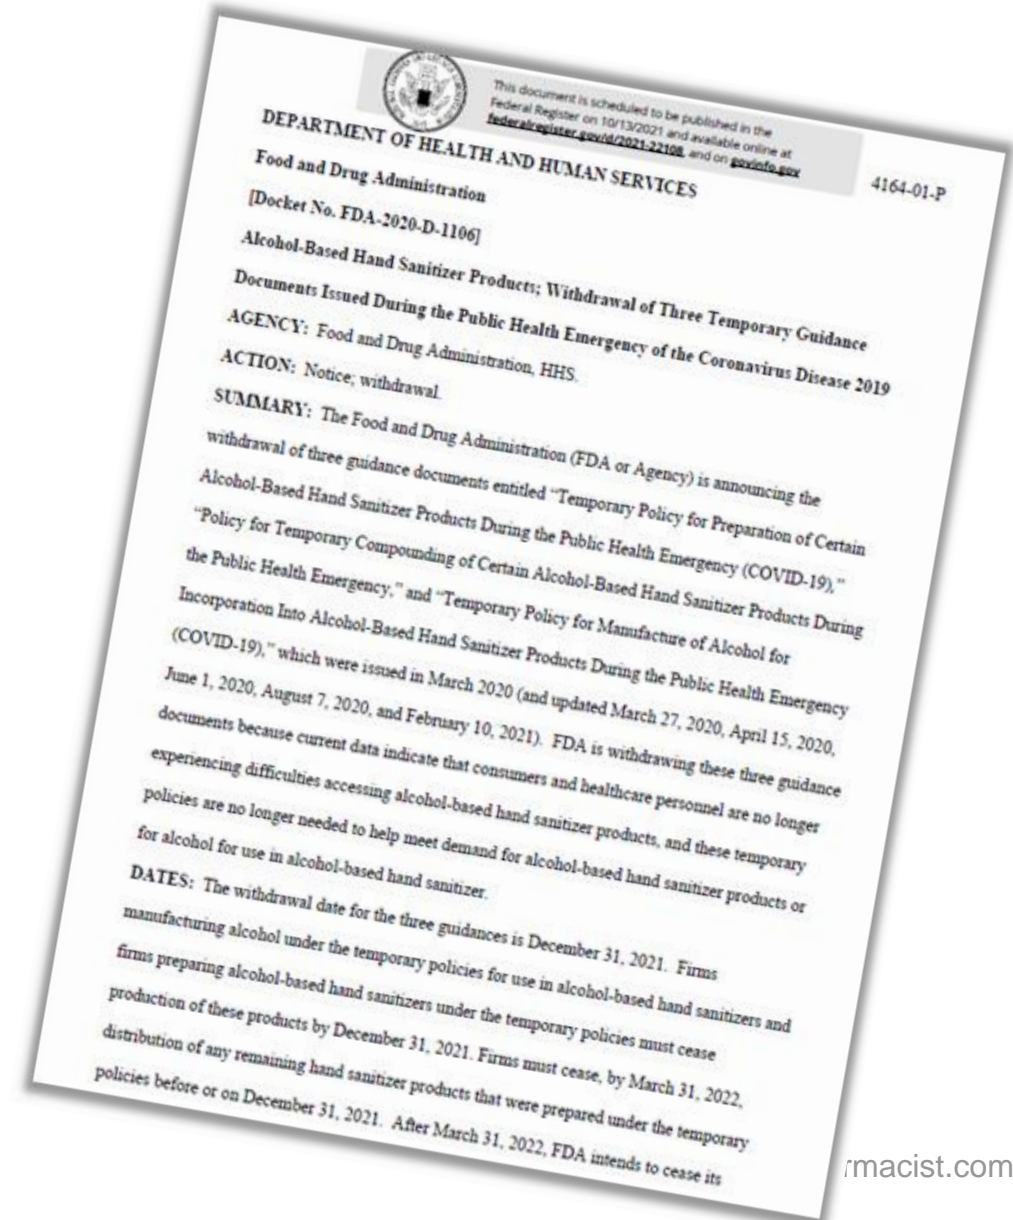 This document is scheduled to be published in the
Federal Register on 10/13/2021 and available online at
federalregister.gov/d/2021-22108, and on govinfo.gov
4164-01-P
DEPARTMENT OF HEALTH AND HUMAN SERVICES
Food and Drug Administration
[Docket No. FDA-2020-D-1106]
Alcohol-Based Hand Sanitizer Products; Withdrawal of Three Temporary Guidance
Documents Issued During the Public Health Emergency of the Coronavirus Disease 2019
AGENCY: Food and Drug Administration, HHS.
ACTION: Notice; withdrawal.
SUMMARY: The Food and Drug Administration (FDA or Agency) is announcing the
withdrawal of three guidance documents entitled “Temporary Policy for Preparation of Certain
Alcohol-Based Hand Sanitizer Products During the Public Health Emergency (COVID-19),”
“Policy for Temporary Compounding of Certain Alcohol-Based Hand Sanitizer Products During
the Public Health Emergency,” and “Temporary Policy for Manufacture of Alcohol for
Incorporation Into Alcohol-Based Hand Sanitizer Products During the Public Health Emergency
(COVID-19),” which were issued in March 2020 (and updated March 27, 2020, April 15, 2020,
June 1, 2020, August 7, 2020, and February 10, 2021). FDA is withdrawing these three guidance
documents because current data indicate that consumers and healthcare personnel are no longer
experiencing difficulties accessing alcohol-based hand sanitizer products, and these temporary
policies are no longer needed to help meet demand for alcohol-based hand sanitizer products or
for alcohol for use in alcohol-based hand sanitizer.
DATES: The withdrawal date for the three guidances is December 31, 2021. Firms
manufacturing alcohol under the temporary policies for use in alcohol-based hand sanitizers and
firms preparing alcohol-based hand sanitizers under the temporary policies must cease
production of these products by December 31, 2021. Firms must cease, by March 31, 2022,
distribution of any remaining hand sanitizer products that were prepared under the temporary
policies before or on December 31, 2021. After March 31, 2022, FDA intends to cease its
rmacist.com